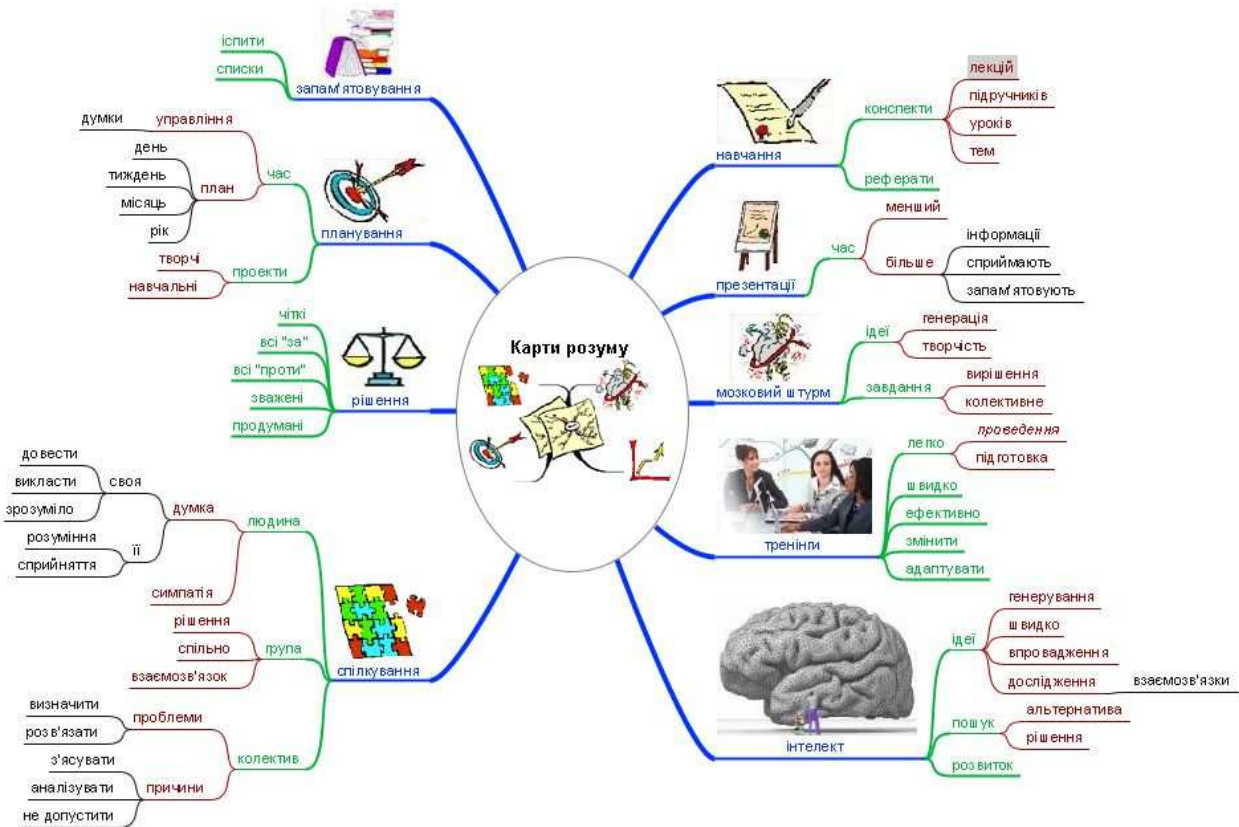 Карти розуму
запам'ятовування
іспити
списки
планування
час
управління
думки
план
день
тиждень
місяць
рік
проекти
творчі
навчальні
рішення
чіткі
всі "за"
всі "проти"
зважені
продумані
спілкування
людина
думка
своя
довести
викласти
зрозуміло
її
розуміння
сприйняття
симпатія
група
рішення
спільно
взаємозв'язок
колектив
проблеми
визначити
розв'язати
причини
з'ясувати
аналізувати
не допустити
навчання
конспекти
лекцій
підручників
уроків
тем
реферати
презентації
час
менший
більше
інформації
сприймають
запам'ятовують
мозковий штурм
ідеї
генерація
творчість
завдання
вирішення
колективне
тренінги
легко
проведення
підготовка
швидко
ефективно
змінити
адаптувати
інтелект
ідеї
генерування
швидко
впровадження
дослідження
взаємозв'язки
пошук
альтернатива
рішення
розвиток